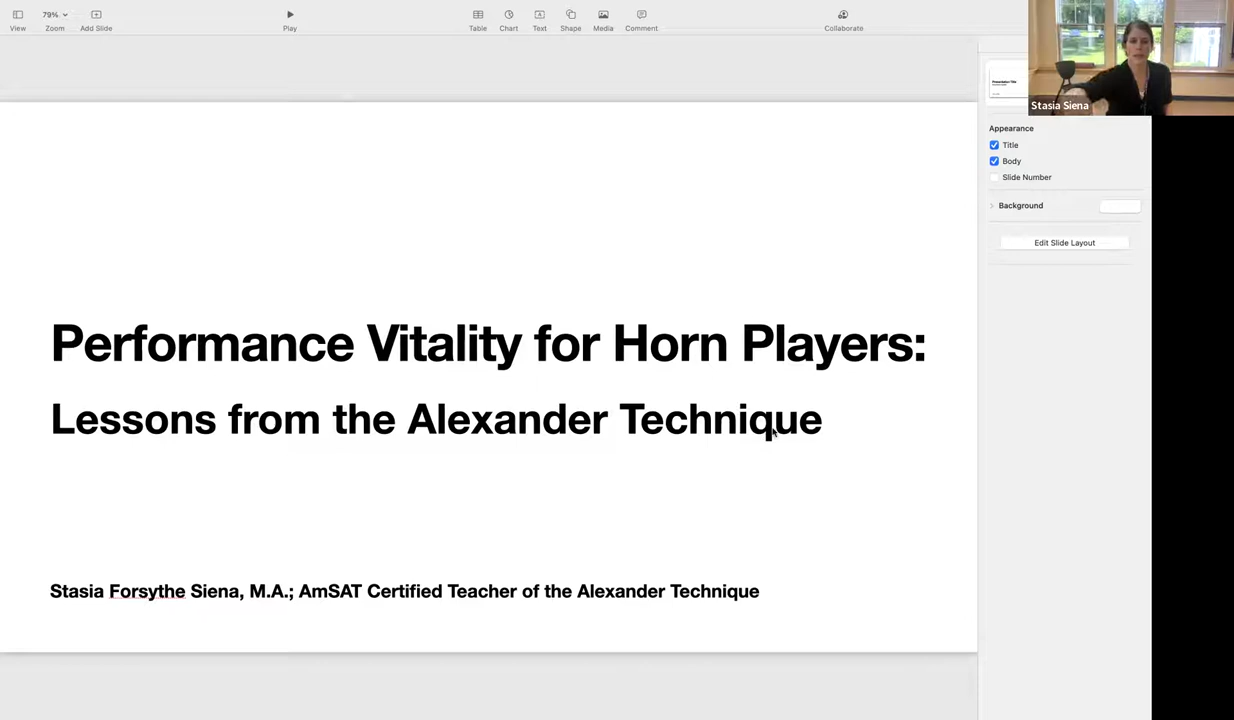 79%
View
Zoom
Add Slide
Play
Table
Chart
Text
Shape
Media
Comment
Collaborate
Stasia Siena
Presentation Title
Appearance
Title
Body
Slide Number
Background
Edit Slide Layout
Performance Vitality for Horn Players:
Lessons from the Alexander Technique
Stasia Forsythe Siena, M.A.; AmSAT Certified Teacher of the Alexander Technique